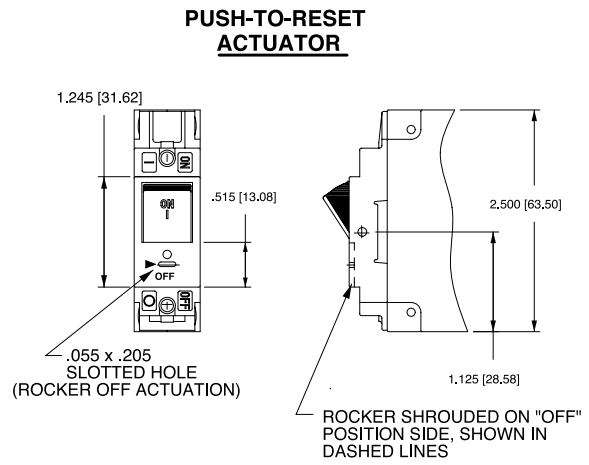 PUSH-TO-RESET
ACTUATOR
1.245 [31.62]
.515 [13.08]
2.500 [63.50]
1.125 [28.58]
ON
ON
I
OFF
OFF
.055 x .205
SLOTTED HOLE
(ROCKER OFF ACTUATION)
ROCKER SHROUDED ON "OFF"
POSITION SIDE, SHOWN IN
DASHED LINES